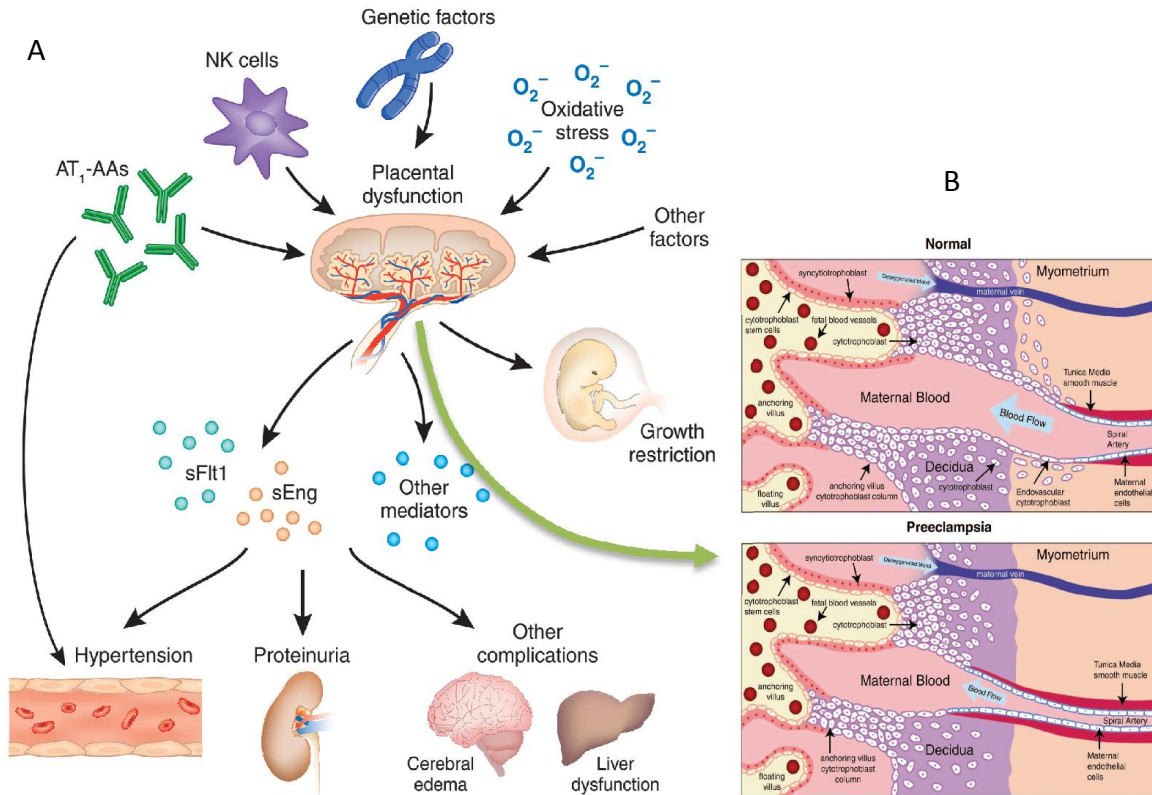 A
Genetic factors
NK cells
O₂⁻
O₂⁻
O₂⁻
Oxidative
stress
O₂⁻
O₂⁻
O₂⁻
AT₁-AAs
Placental
dysfunction
Other
factors
sFlt1
sEng
Other
mediators
Growth
restriction
Hypertension
Proteinuria
Other
complications
Cerebral
edema
Liver
dysfunction
B
Normal
syncytiotrophoblast
Deoxygenated blood
maternal vein
Myometrium
cytotrophoblast
stem cells
fetal blood vessels
cytotrophoblast
Tunica Media
smooth muscle
anchoring
villus
Maternal Blood
Blood Flow
Spiral
Artery
Decidua
cytotrophoblast
floating
villus
anchoring villus
cytotrophoblast column
Endovascular
cytotrophoblast
Maternal
endothelial
cells
Preeclampsia
syncytiotrophoblast
Deoxygenated blood
maternal vein
Myometrium
cytotrophoblast
stem cells
fetal blood vessels
cytotrophoblast
Tunica Media
smooth muscle
anchoring
villus
Maternal Blood
Blood Flow
Spiral Artery
Decidua
floating
villus
anchoring villus
cytotrophoblast
column
Maternal
endothelial
cells